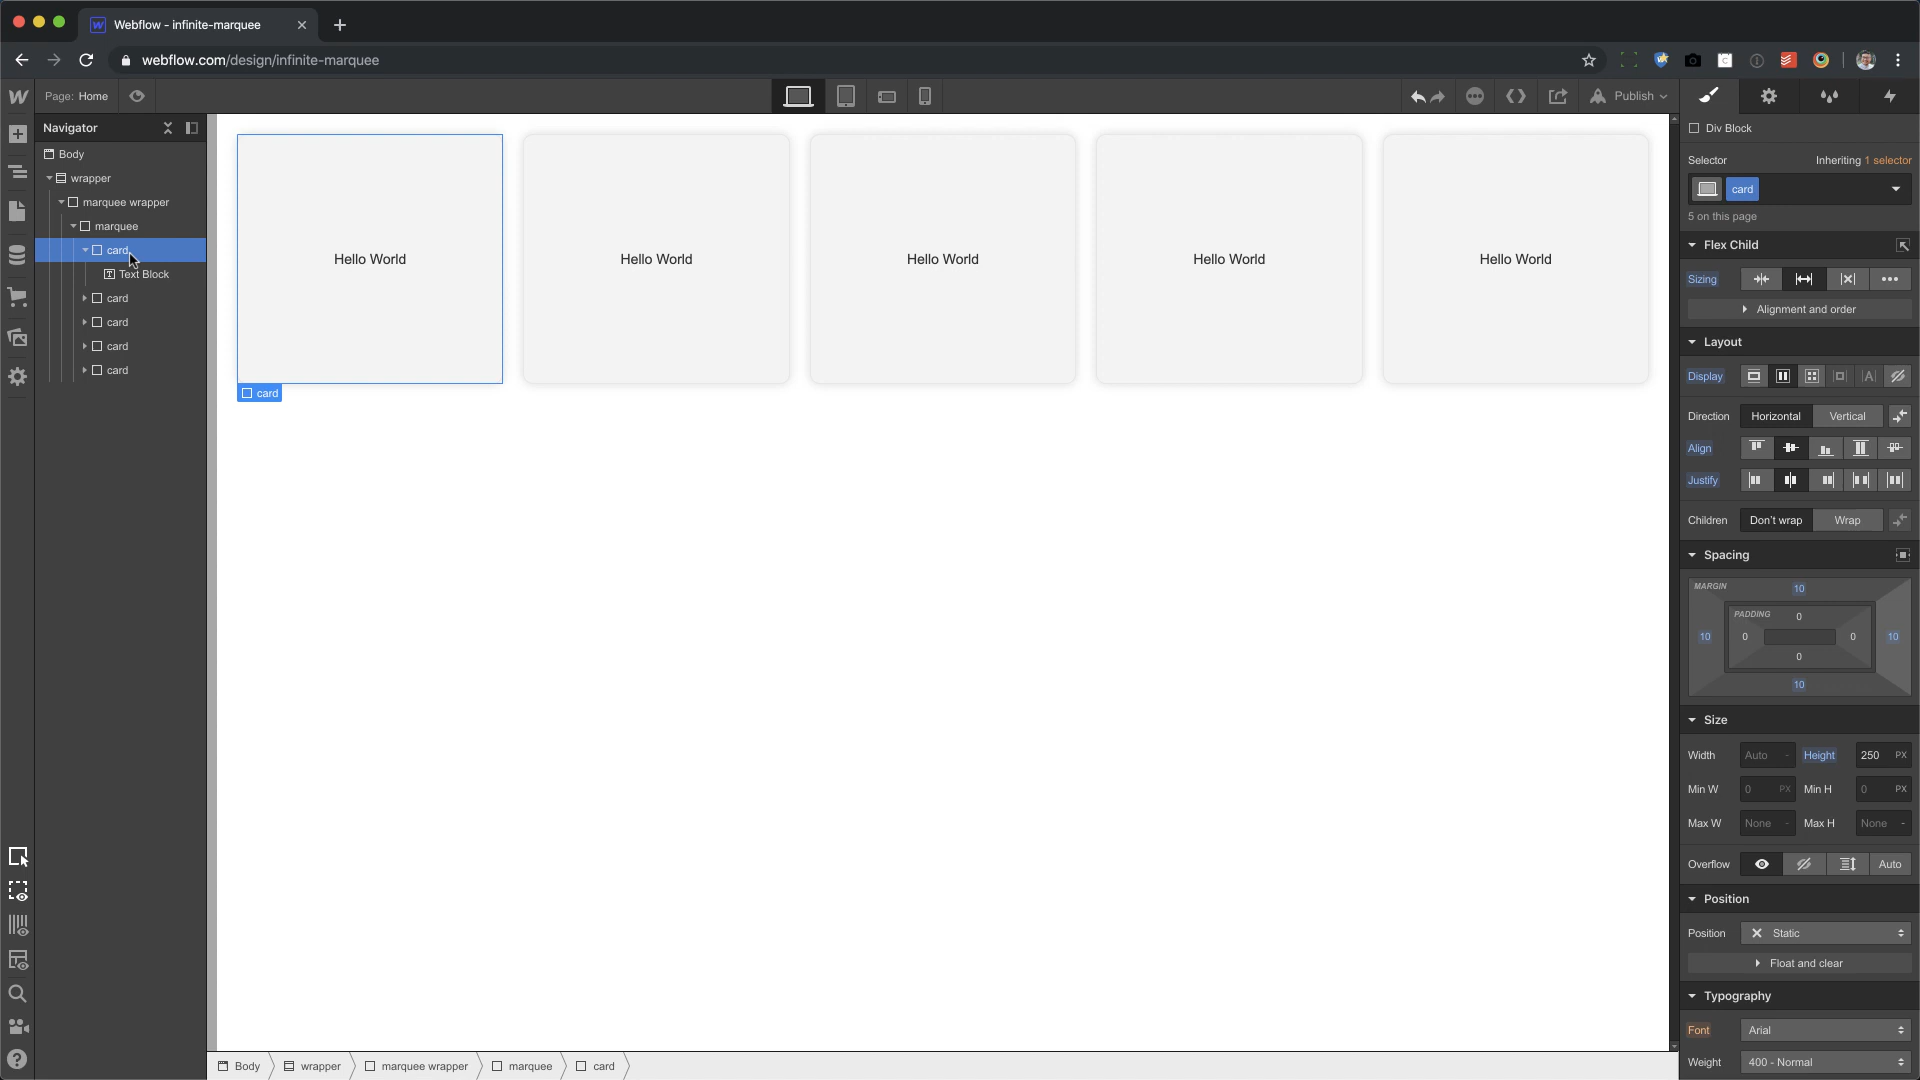 Webflow - infinite-marquee
webflow.com/design/infinite-marquee
Page: Home
Publish
Navigator
Body
wrapper
marquee wrapper
marquee
card
Text Block
card
card
card
card
Hello World
Hello World
Hello World
Hello World
Hello World
card
Div Block
Selector
Inheriting 1 selector
card
5 on this page
Flex Child
Sizing
Alignment and order
Layout
Display
Direction
Horizontal
Vertical
Align
Justify
Children
Don't wrap
Wrap
Spacing
MARGIN
10
PADDING
0
10
0
0
10
0
10
Size
Width
Auto
-
Height
250
PX
Min W
0
PX
Min H
0
PX
Max W
None
-
Max H
None
-
Overflow
Auto
Position
Position
Static
Float and clear
Typography
Font
Arial
Weight
400 - Normal
Body
wrapper
marquee wrapper
marquee
card